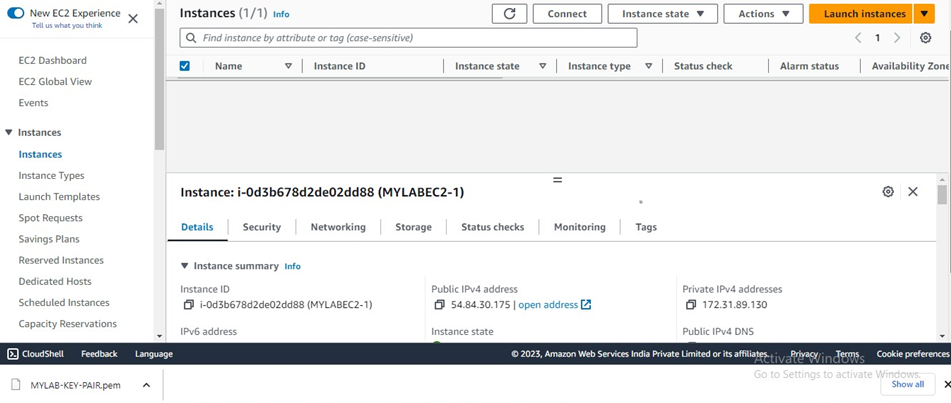 New EC2 Experience
Tell us what you think
EC2 Dashboard
EC2 Global View
Events
Instances
Instances
Instance Types
Launch Templates
Spot Requests
Savings Plans
Reserved Instances
Dedicated Hosts
Scheduled Instances
Capacity Reservations
Instances (1/1) Info
Connect
Instance state
Actions
Launch instances
Find instance by attribute or tag (case-sensitive)
1
Name Instance ID Instance state Instance type Status check Alarm status Availability Zone
Instance: i-0d3b678d2de02dd88 (MYLABEC2-1)
Details Security Networking Storage Status checks Monitoring Tags
Instance summary Info
Instance ID
i-0d3b678d2de02dd88 (MYLABEC2-1)
IPv6 address
Public IPv4 address
54.84.30.175 | open address
Instance state
Private IPv4 addresses
172.31.89.130
Public IPv4 DNS
CloudShell Feedback Language © 2023, Amazon Web Services India Private Limited or its affiliates. Privacy Terms Cookie preferences
Activate Windows
Go to Settings to activate Windows.
MYLAB-KEY-PAIR.pem
Show all